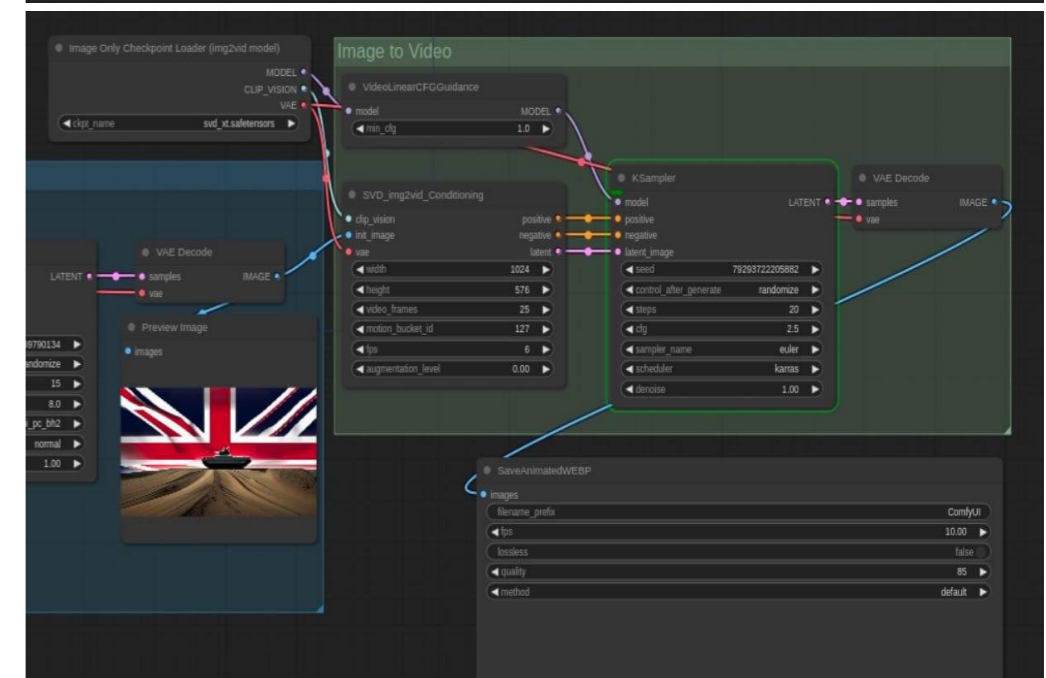 Image Only Checkpoint Loader (img2vid model)
MODEL
CLIP_VISION
VAE
ckpt_name svd_xt.safetensors
Image to Video
VideoLinearCFGGuidance
model MODEL
min_cfg 1.0
SVD_img2vid_Conditioning
clip_vision positive
init_image negative
vae latent
width 1024
height 576
video_frames 25
motion_bucket_id 127
fps 6
augmentation_level 0.00
KSampler
model LATENT
positive
negative
latent_image
seed 79293722205882
control_after_generate randomize
steps 20
cfg 2.5
sampler_name euler
scheduler karras
denoise 1.00
VAE Decode
samples IMAGE
vae
LATENT
9790134
ndomize
15
8.0
_pc_bh2
normal
1.00
VAE Decode
samples IMAGE
vae
Preview Image
images
SaveAnimatedWEBP
images
filename_prefix ComfyUI
fps 10.00
lossless false
quality 85
method default